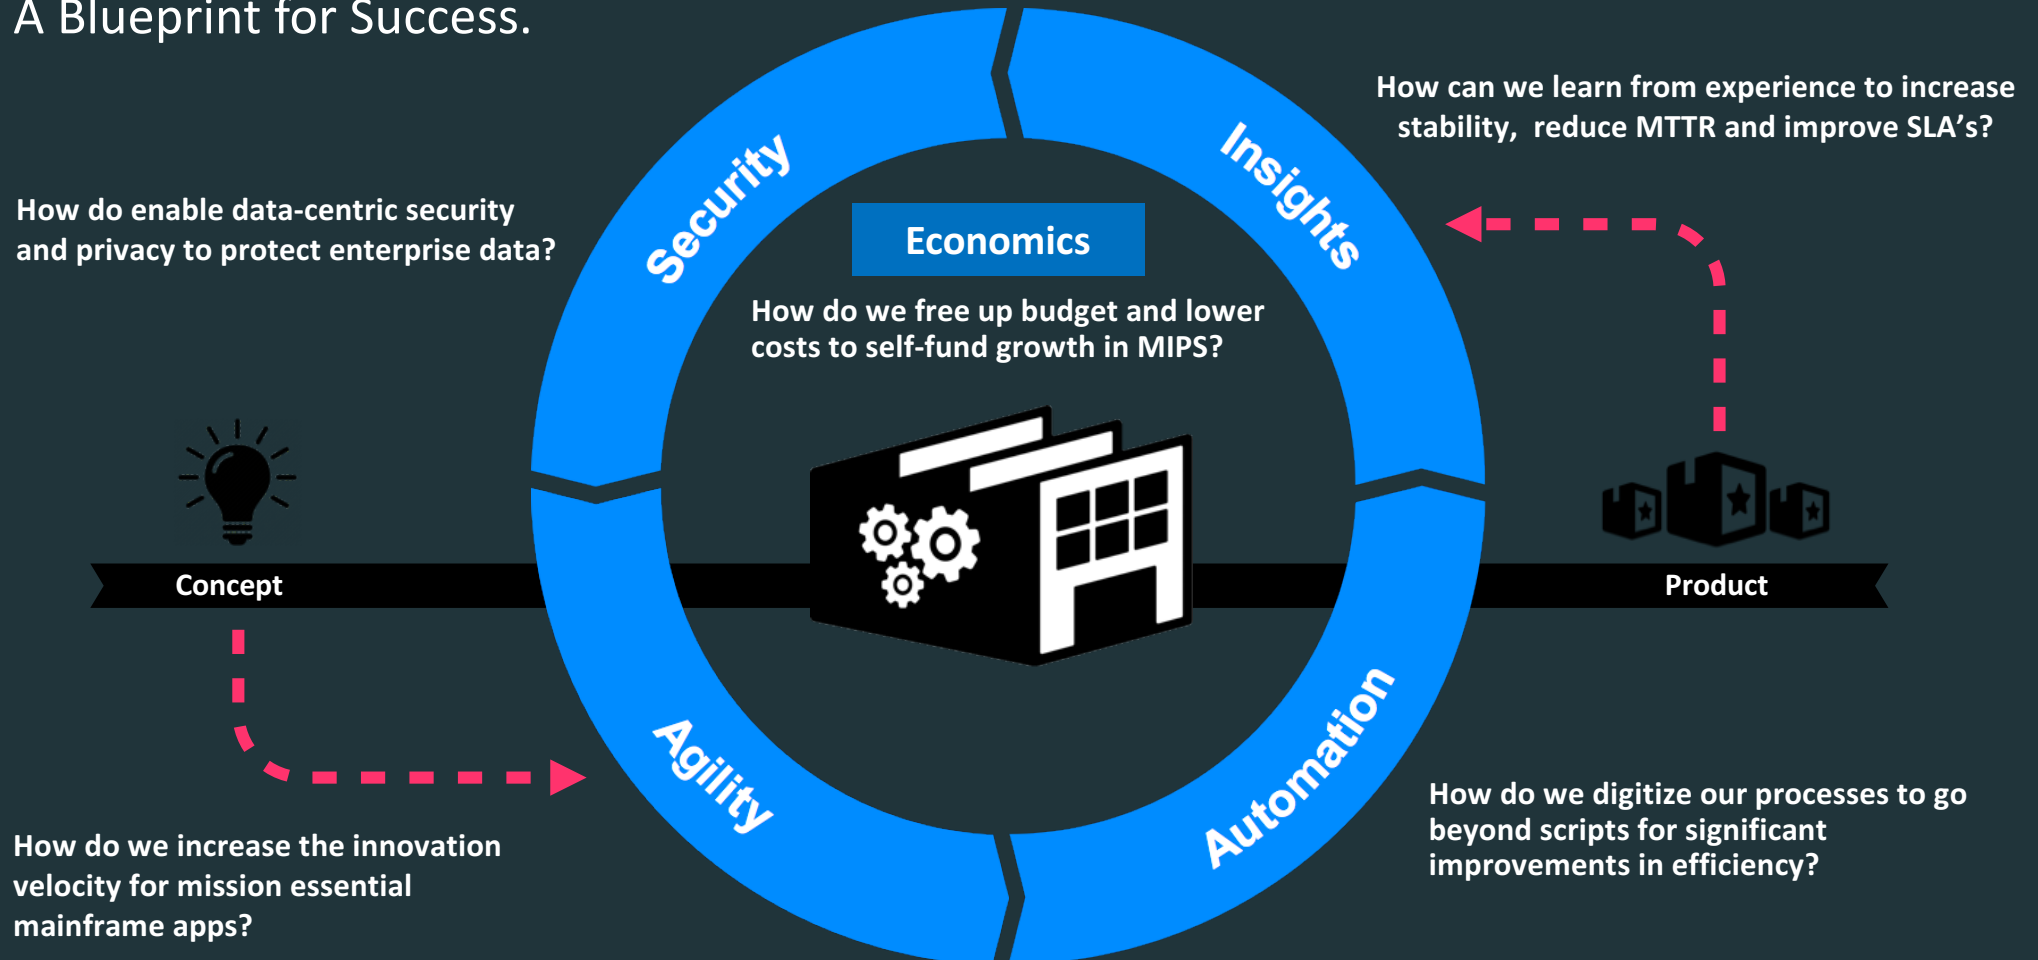 A Blueprint for Success.
How can we learn from experience to increase
stability,  reduce MTTR and improve SLA's?
Security
Insights
How do enable data-centric security
and privacy to protect enterprise data?
Economics
How do we free up budget and lower
costs to self-fund growth in MIPS?
Concept
Product
Agility
Automation
How do we increase the innovation
velocity for mission essential
mainframe apps?
How do we digitize our processes to go
beyond scripts for significant
improvements in efficiency?